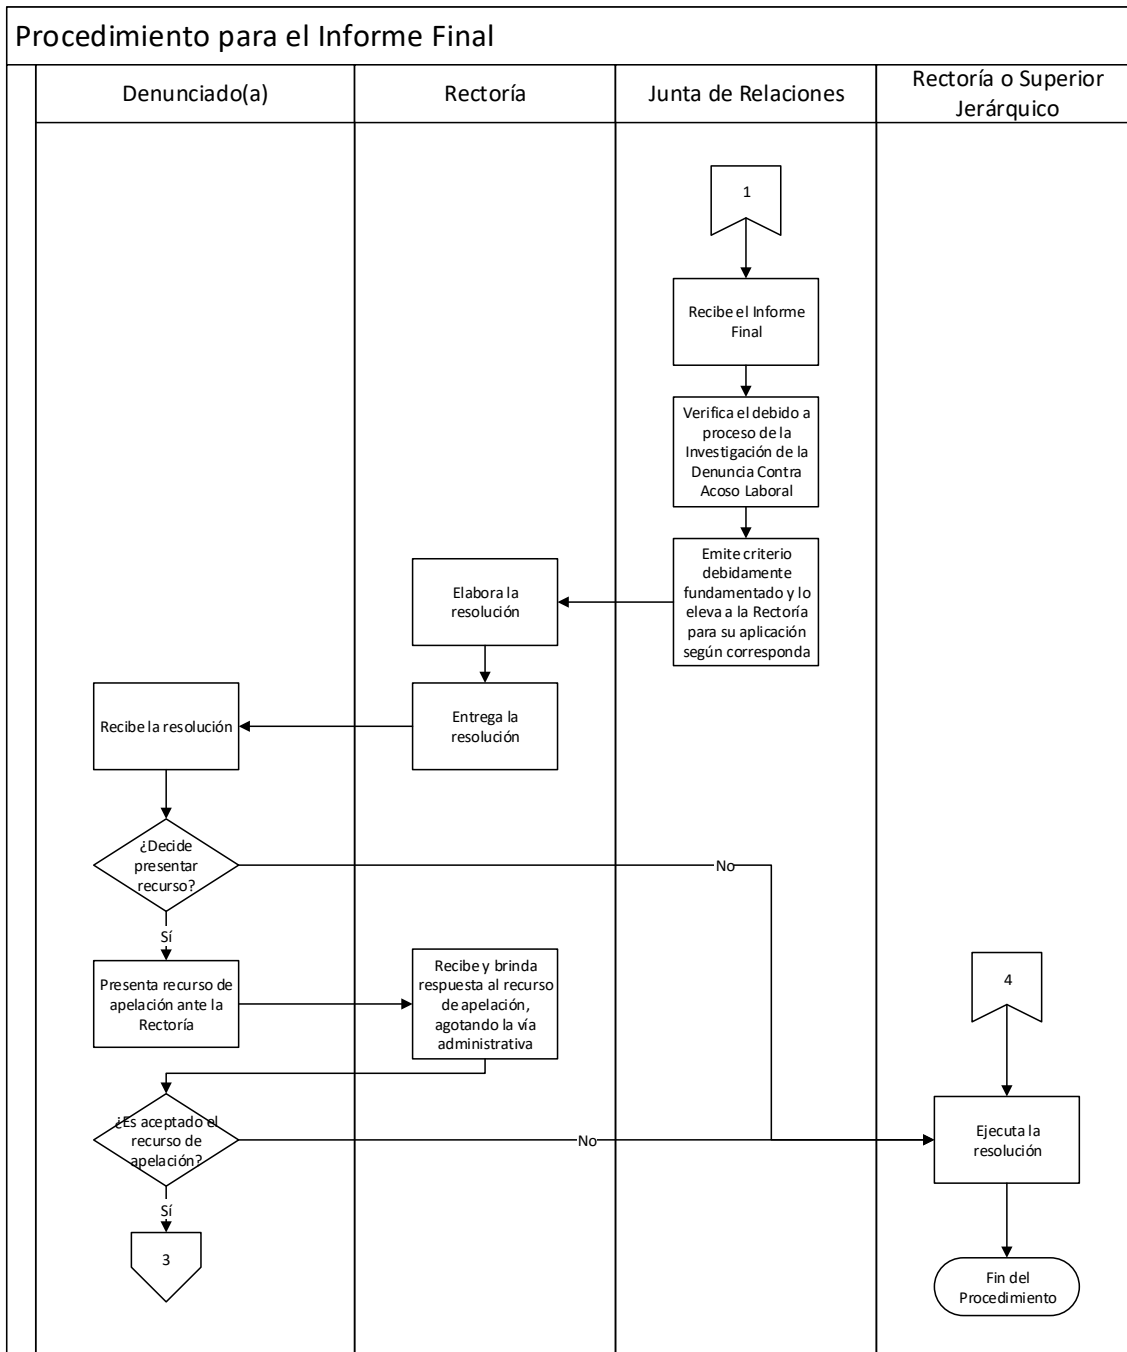 Procedimiento para el Informe Final
Denunciado(a)
Rectoría
Junta de Relaciones
Rectoría o Superior
Jerárquico
1
Recibe el Informe
Final
Verifica el debido a
proceso de la
Investigación de la
Denuncia Contra
Acoso Laboral
Emite criterio
debidamente
fundamentado y lo
eleva a la Rectoría
para su aplicación
según corresponda
Elabora la
resolución
Entrega la
resolución
Recibe la resolución
¿Decide
presentar
recurso?
No
Sí
Presenta recurso de
apelación ante la
Rectoría
Recibe y brinda
respuesta al recurso
de apelación,
agotando la vía
administrativa
4
¿Es aceptado el
recurso de
apelación?
No
Ejecuta la
resolución
Sí
3
Fin del
Procedimiento